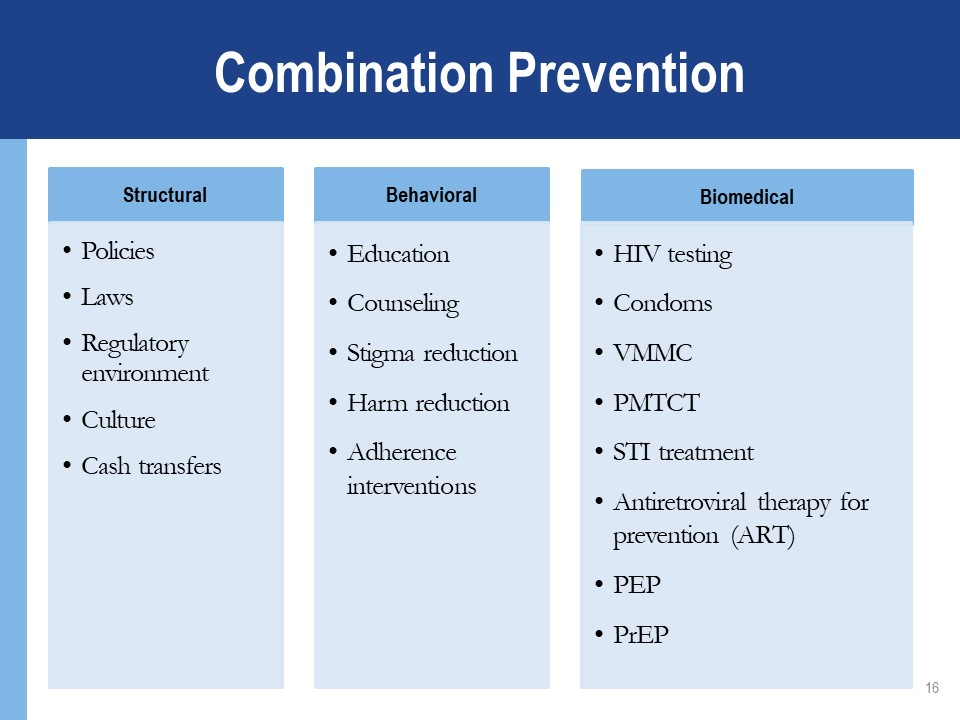 Combination Prevention
Structural
• Policies
• Laws
• Regulatory
environment
• Culture
• Cash transfers
Behavioral
• Education
• Counseling
• Stigma reduction
• Harm reduction
• Adherence
interventions
Biomedical
• HIV testing
• Condoms
• VMMC
• PMTCT
• STI treatment
• Antiretroviral therapy for
prevention (ART)
• PEP
• PrEP
16